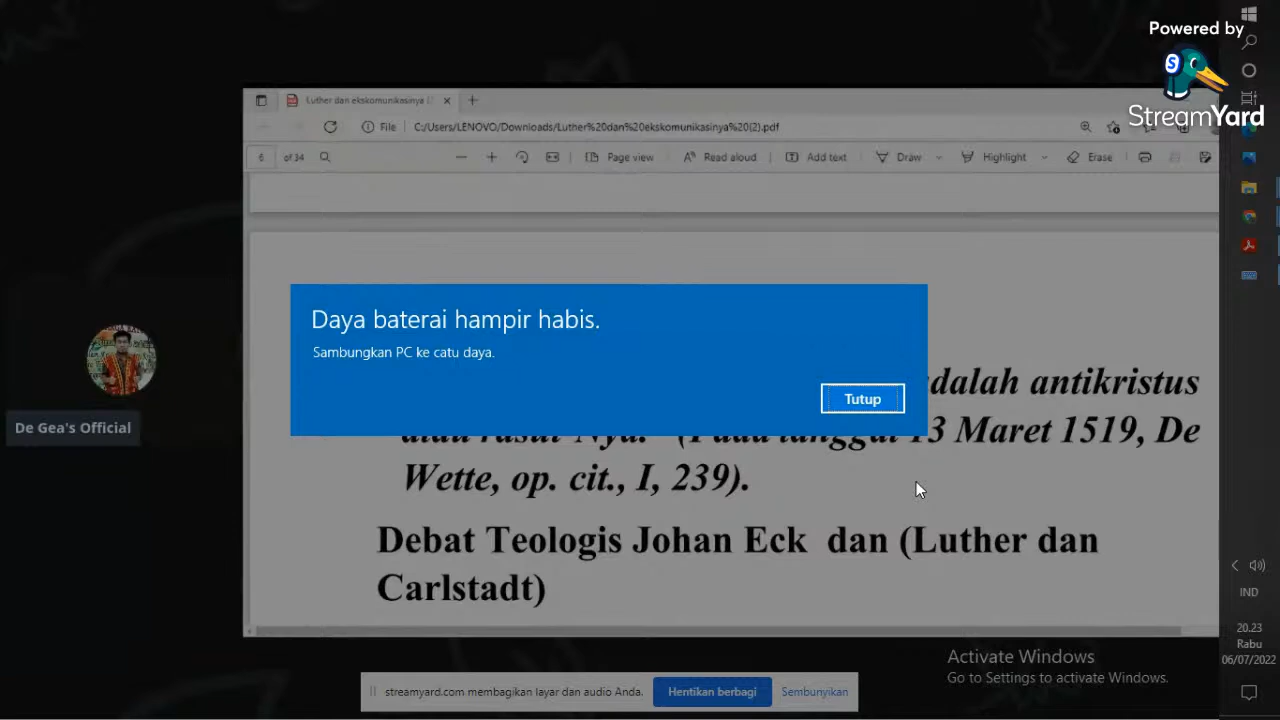 Powered by
StreamYard
Luther dan ekskomunikasinya (
File
C:/Users/LENOVO/Downloads/Luther%20dan%20ekskomunikasinya%20(2).pdf
6 of 34
Page view
Read aloud
Add text
Draw
Highlight
Erase
Daya baterai hampir habis.
Sambungkan PC ke catu daya.
Tutup
adalah antikristus
13 Maret 1519, De
Wette, op. cit., I, 239).
Debat Teologis Johan Eck dan (Luther dan
Carlstadt)
De Gea's Official
IND
20.23
Rabu
06/07/2022
Activate Windows
Go to Settings to activate Windows.
streamyard.com membagikan layar dan audio Anda.
Hentikan berbagi
Sembunyikan